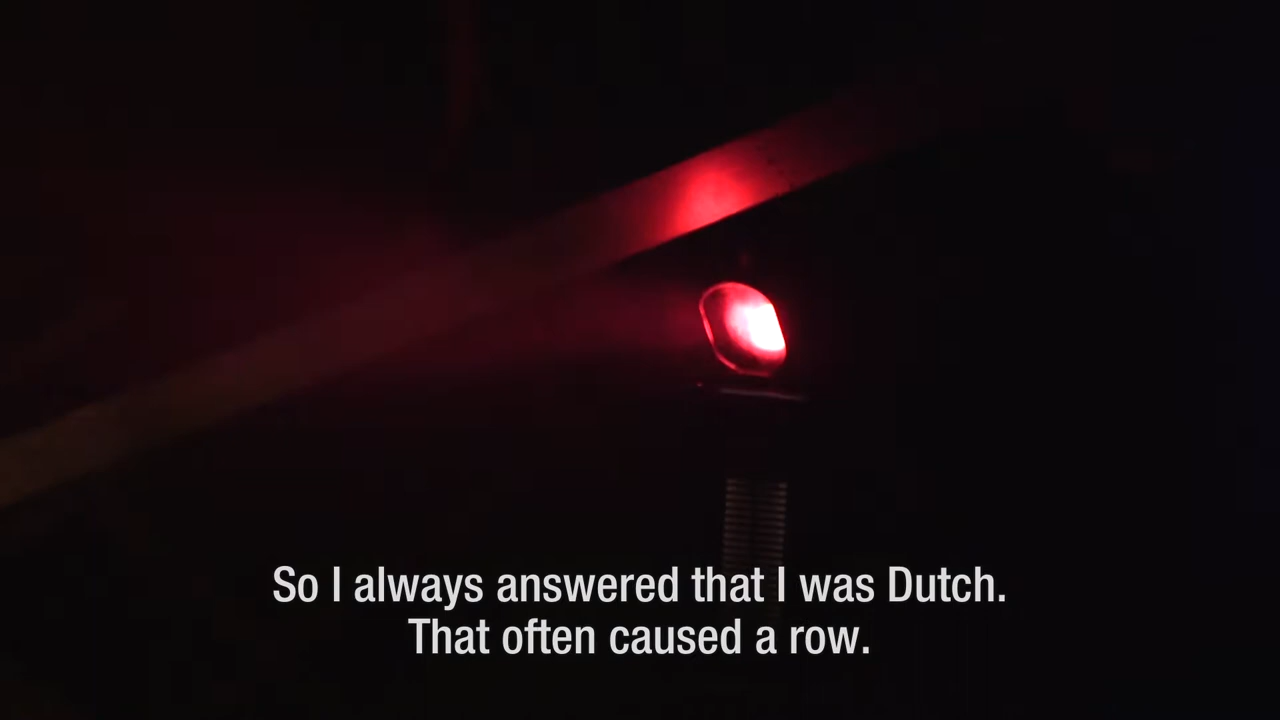 So I always answered that I was Dutch.
That often caused a row.